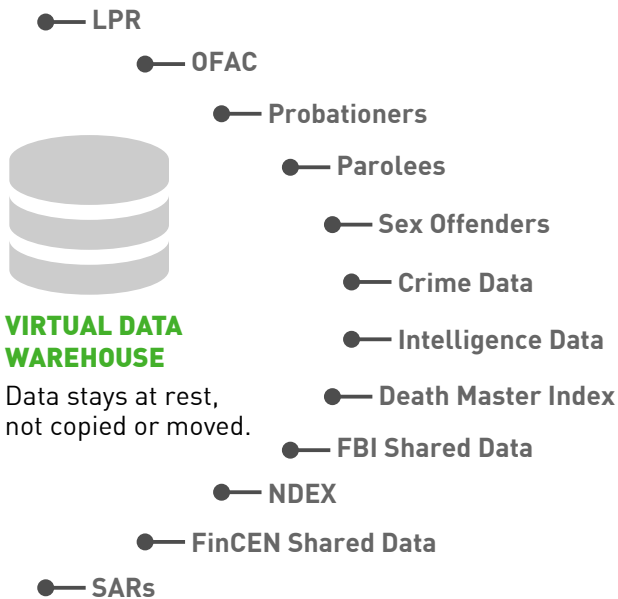 LPR
OFAC
Probationers
Parolees
Sex Offenders
Crime Data
Intelligence Data
Death Master Index
FBI Shared Data
NDEX
FinCEN Shared Data
SARs
VIRTUAL DATA
WAREHOUSE
Data stays at rest,
not copied or moved.